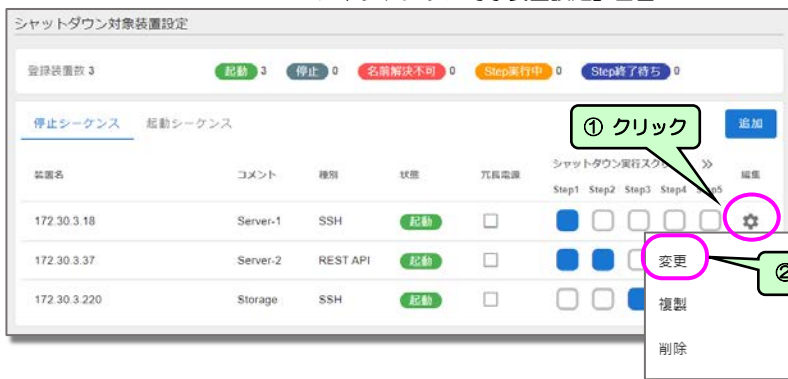 シャットダウン対象装置設定
登録装置数 3 起動 3 停止 0 名前解決不可 0 Step実行中 0 Step終了待ち 0
停止シーケンス 起動シーケンス ① クリック 追加
装置名 コメント 種別 状態 冗長電源 シャットダウン実行スク » 編集
Step1 Step2 Step3 Step4 Step5
172.30.3.18 Server-1 SSH 起動
172.30.3.37 Server-2 REST API 起動
変更 ②
172.30.3.220 Storage SSH 起動
複製
削除